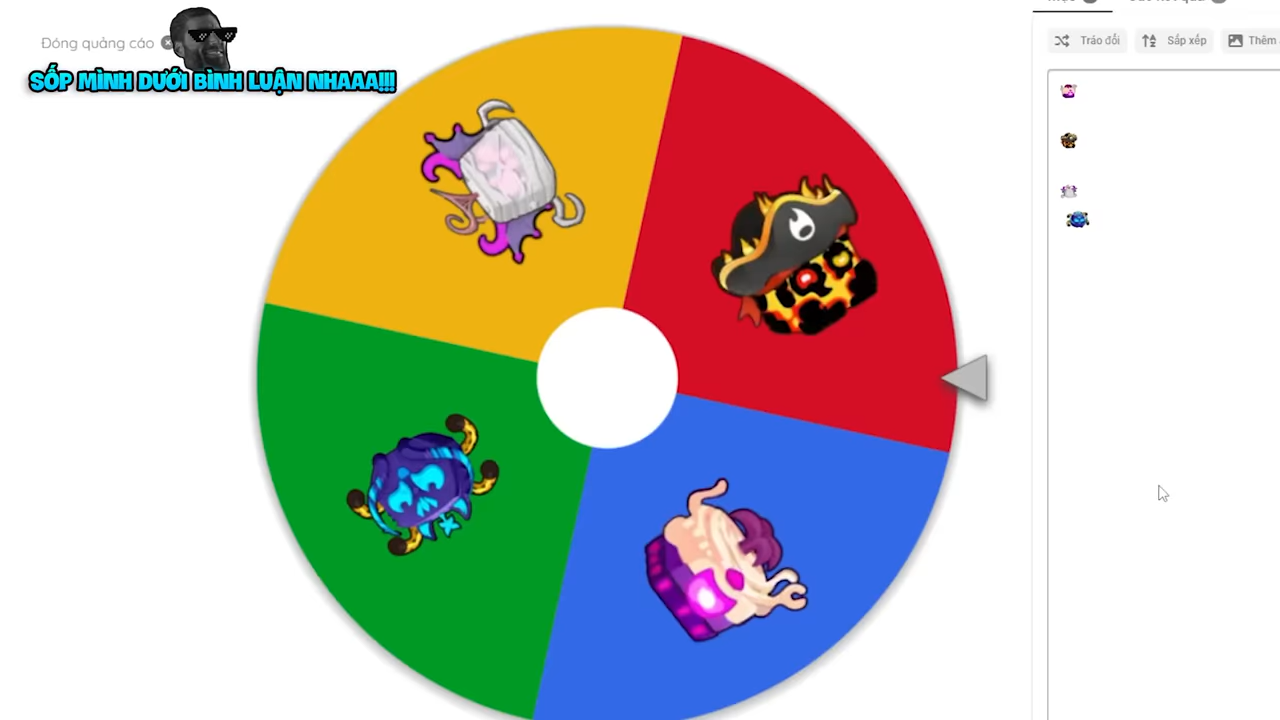 Đóng quảng cáo
SỐP MÌNH DƯỚI BÌNH LUẬN NHAAA!!!
Tráo đổi
Sắp xếp
Thêm